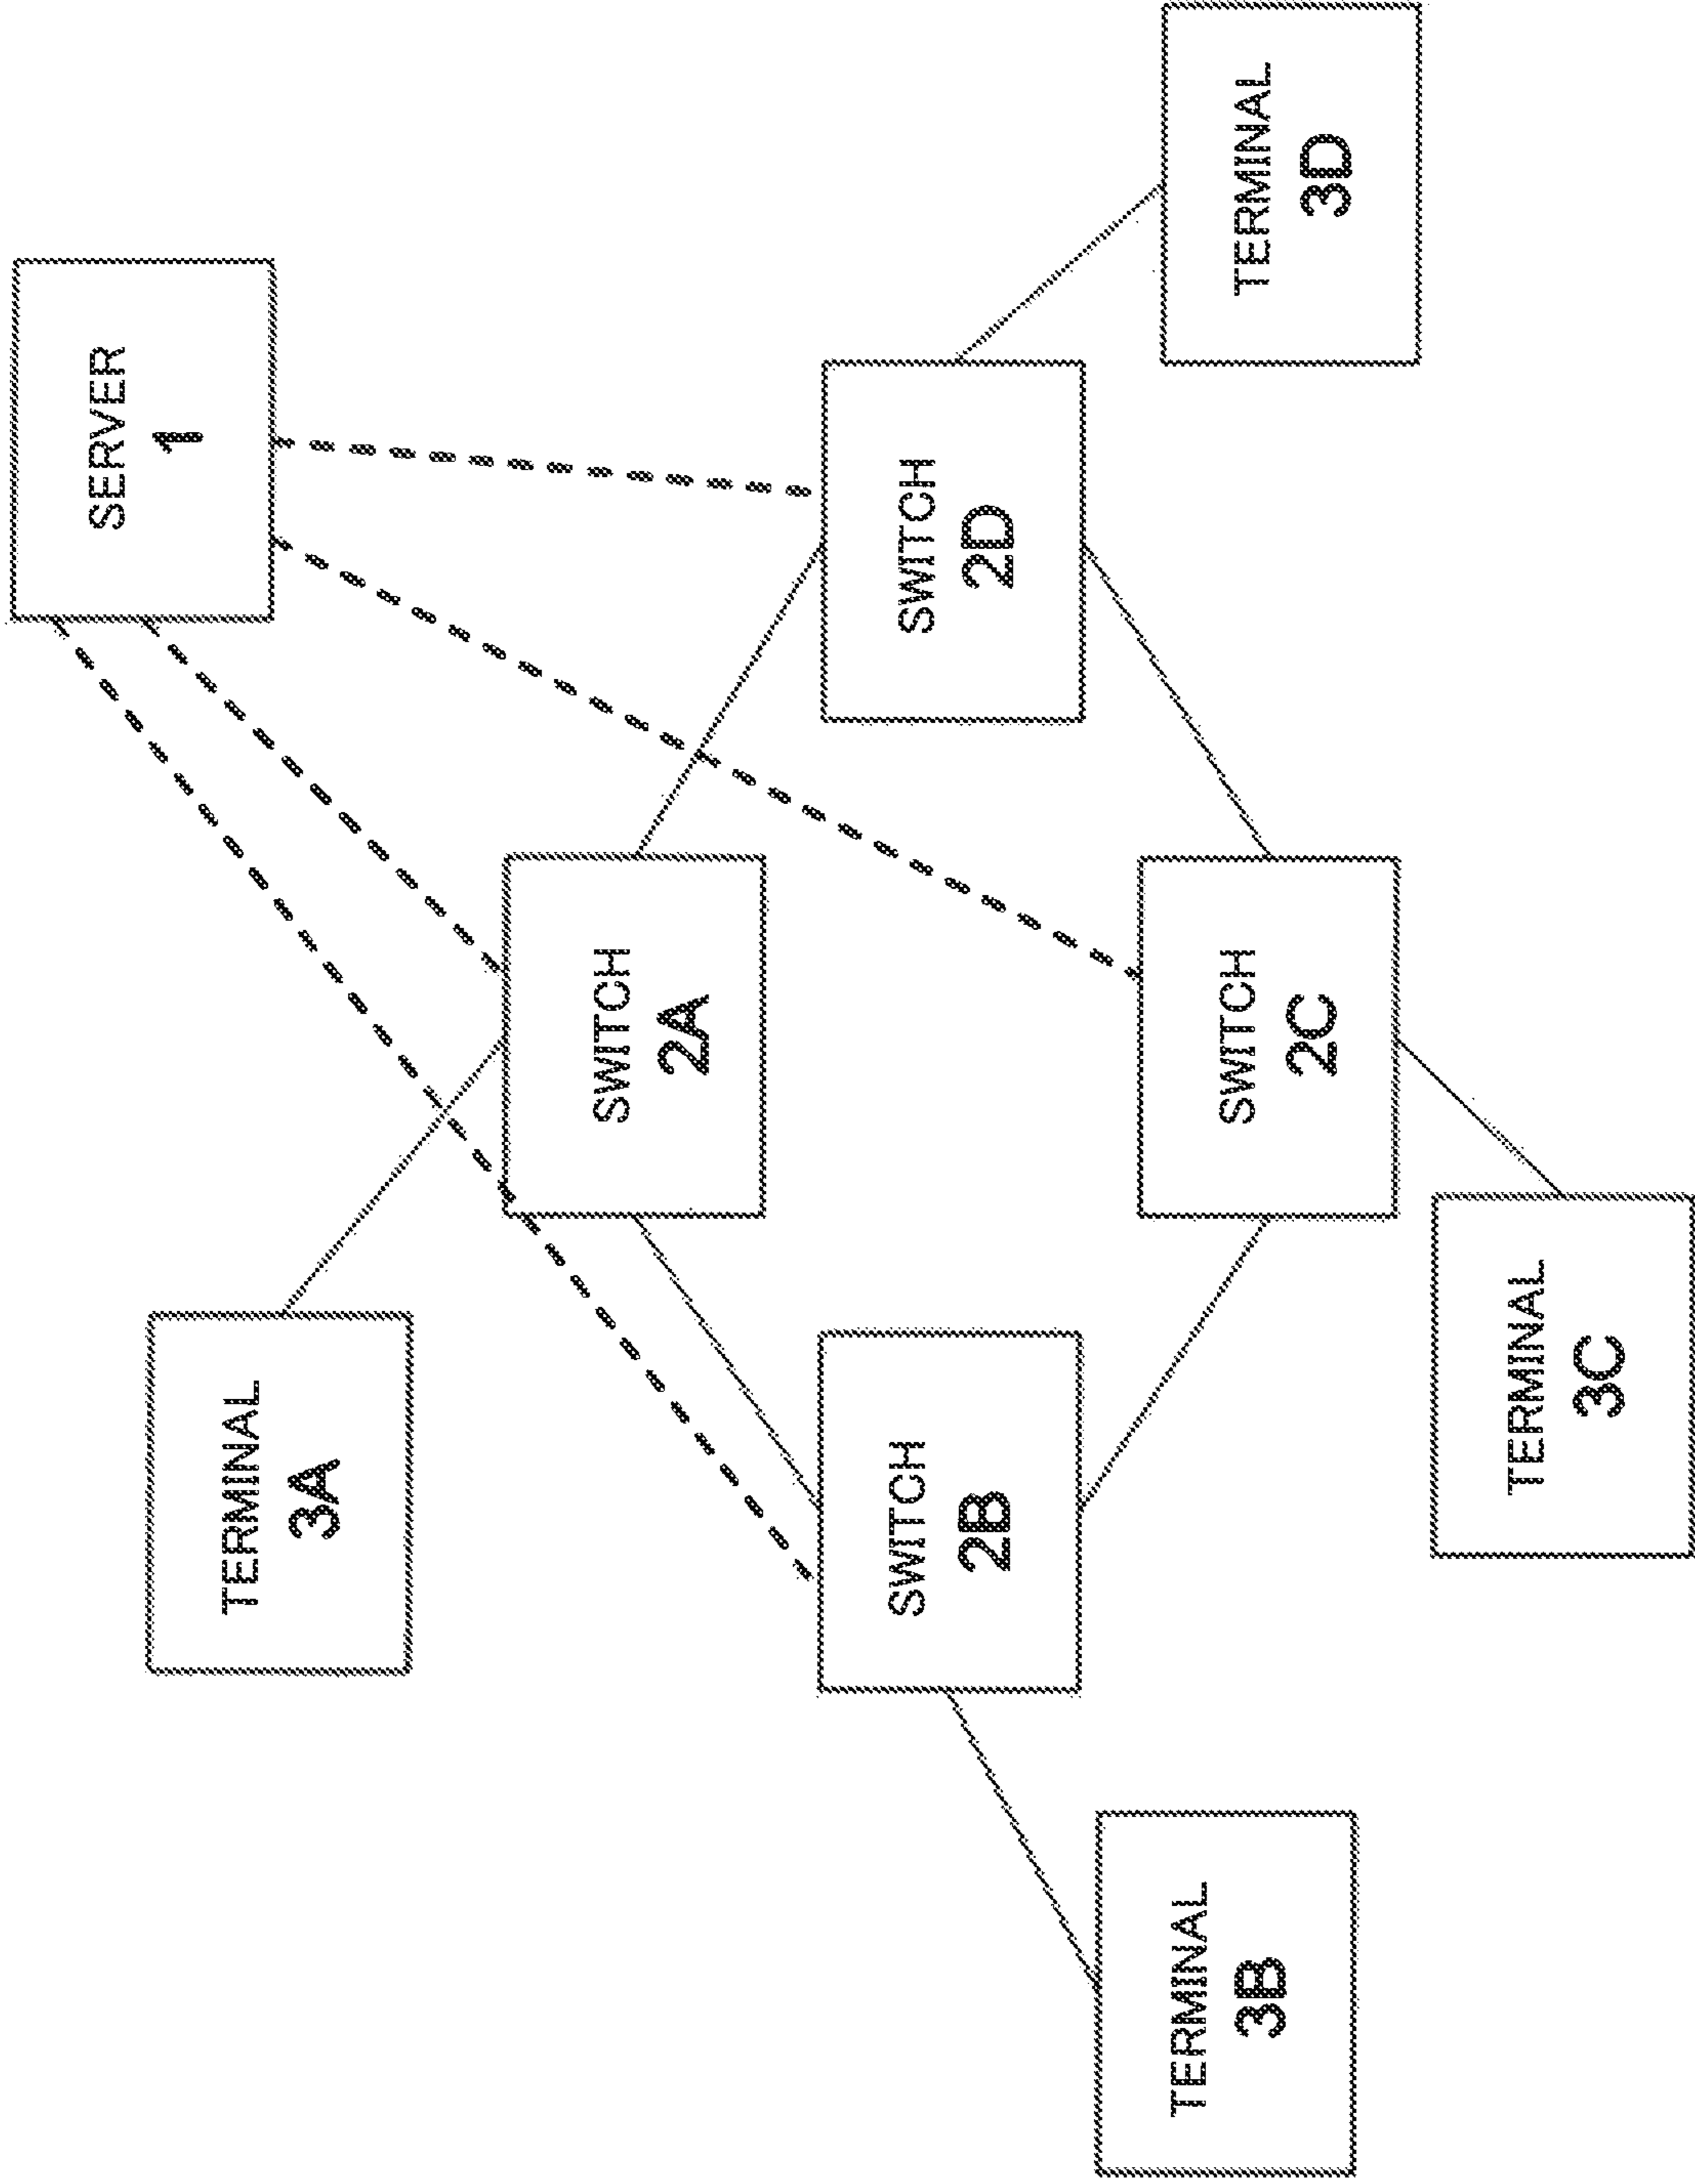 SERVER
1
TERMINAL
3A
SWITCH
2A
SWITCH
2B
SWITCH
2D
SWITCH
2C
TERMINAL
3B
TERMINAL
3C
TERMINAL
3D